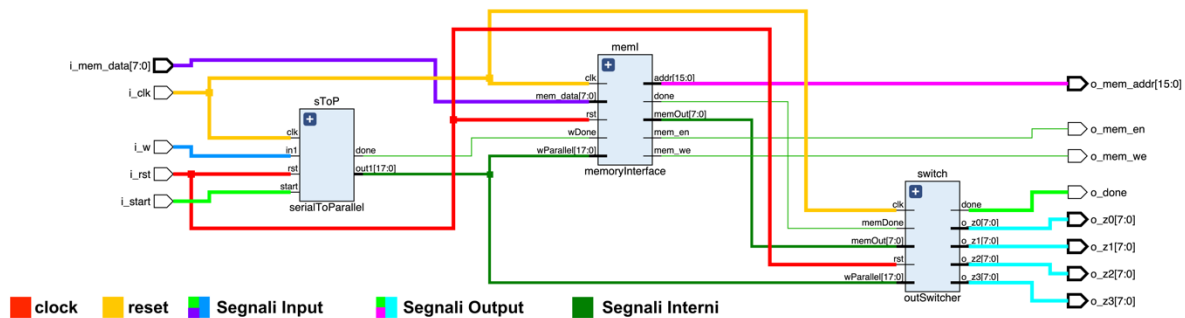 memI
i_mem_data[7:0]
i_clk
clk
addr[15:0]
o_mem_addr[15:0]
mem_data[7:0]
done
sToP
rst
memOut[7:0]
o_mem_en
clk
wDone
mem_en
i_w
in1
done
wParallel[17:0]
mem_we
o_mem_we
i_rst
rst
out1[17:0]
memoryInterface
switch
i_start
start
serialToParallel
clk
done
o_done
memDone
o_z0[7:0]
o_z0[7:0]
memOut[7:0]
o_z1[7:0]
o_z1[7:0]
rst
o_z2[7:0]
o_z2[7:0]
wParallel[17:0]
o_z3[7:0]
outSwitcher
o_z3[7:0]
clock
reset
Segnali Input
Segnali Output
Segnali Interni